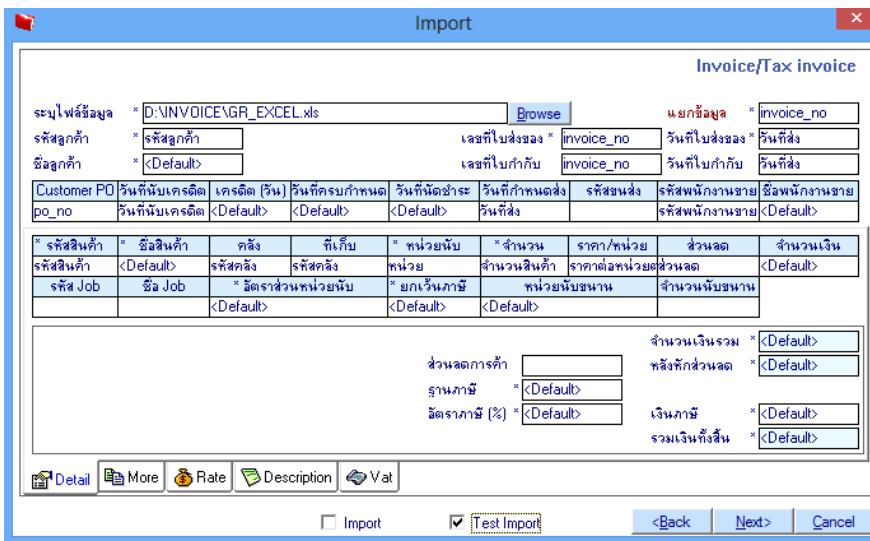 Import
Invoice/Tax invoice
ระบุไฟล์ข้อมูล * D:\INVOICE\GR_EXCEL.xls Browse แยกข้อมูล * invoice_no
รหัสลูกค้า * รหัสลูกค้า เลขที่ใบส่งของ * invoice_no วันที่ใบส่งของ * วันที่ส่ง
ชื่อลูกค้า * <Default> เลขที่ใบกำกับ invoice_no วันที่ใบกำกับ วันที่ส่ง
Customer PO วันที่นับเครดิต เครดิต (วัน) วันที่ครบกำหนด วันที่นัดชำระ วันที่กำหนดส่ง รหัสขนส่ง รหัสพนักงานขาย ชื่อพนักงานขาย
po_no วันที่นับเครดิต <Default> <Default> <Default> วันที่ส่ง รหัสพนักงานขาย <Default>
* รหัสสินค้า * ชื่อสินค้า คลัง ที่เก็บ * หน่วยนับ * จำนวน ราคา/หน่วย ส่วนลด จำนวนเงิน
รหัสสินค้า <Default> รหัสคลัง รหัสคลัง หน่วย จำนวนสินค้า ราคาต่อหน่วยต ส่วนลด <Default>
รหัส Job ชื่อ Job * อัตราส่วนหน่วยนับ * ยกเว้นภาษี หน่วยนับขนาน จำนวนนับขนาน
<Default> <Default> <Default>
จำนวนเงินรวม * <Default>
ส่วนลดการค้า หลังหักส่วนลด * <Default>
ฐานภาษี * <Default>
อัตราภาษี (%) * <Default> เงินภาษี * <Default>
รวมเงินทั้งสิ้น * <Default>
Detail More Rate Description Vat
Import Test Import <Back Next> Cancel